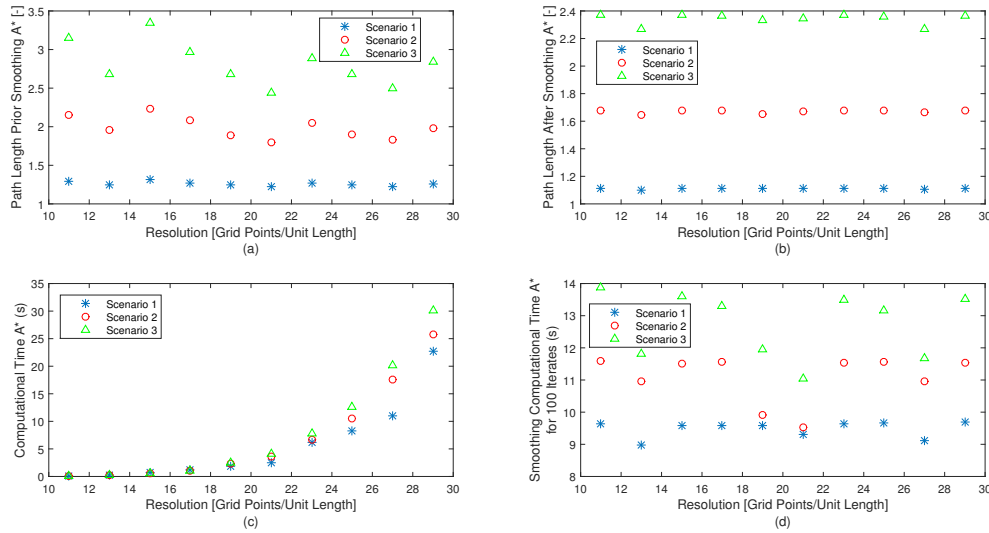 Path Length Prior Smoothing A* [-]
4
3.5
3
2.5
2
1.5
1
Scenario 1
Scenario 2
Scenario 3
10 12 14 16 18 20 22 24 26 28 30
Resolution [Grid Points/Unit Length]
(a)
Path Length After Smoothing A* [-]
2.4
2.2
2
1.8
1.6
1.4
1.2
1
Scenario 1
Scenario 2
Scenario 3
10 12 14 16 18 20 22 24 26 28 30
Resolution [Grid Points/Unit Length]
(b)
Computational Time A* (s)
35
30
25
20
15
10
5
0
Scenario 1
Scenario 2
Scenario 3
10 12 14 16 18 20 22 24 26 28 30
Resolution [Grid Points/Unit Length]
(c)
Smoothing Computational Time A*
for 100 Iterates (s)
14
13
12
11
10
9
8
Scenario 1
Scenario 2
Scenario 3
10 12 14 16 18 20 22 24 26 28 30
Resolution [Grid Points/Unit Length]
(d)